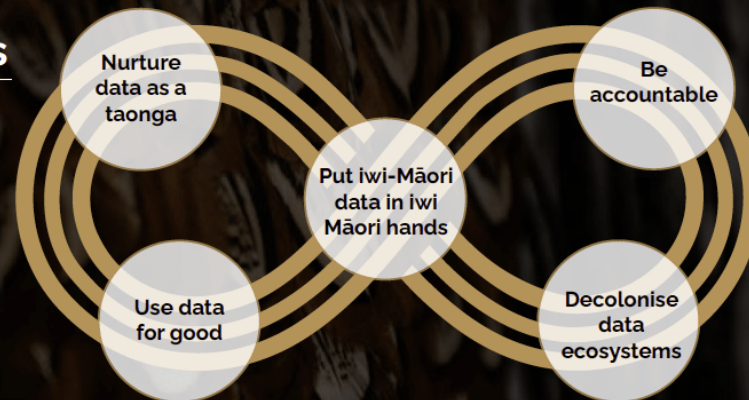 s
Nurture
data as a
taonga
Be
accountable
Put iwi-Māori
data in iwi
Māori hands
Use data
for good
Decolonise
data
ecosystems